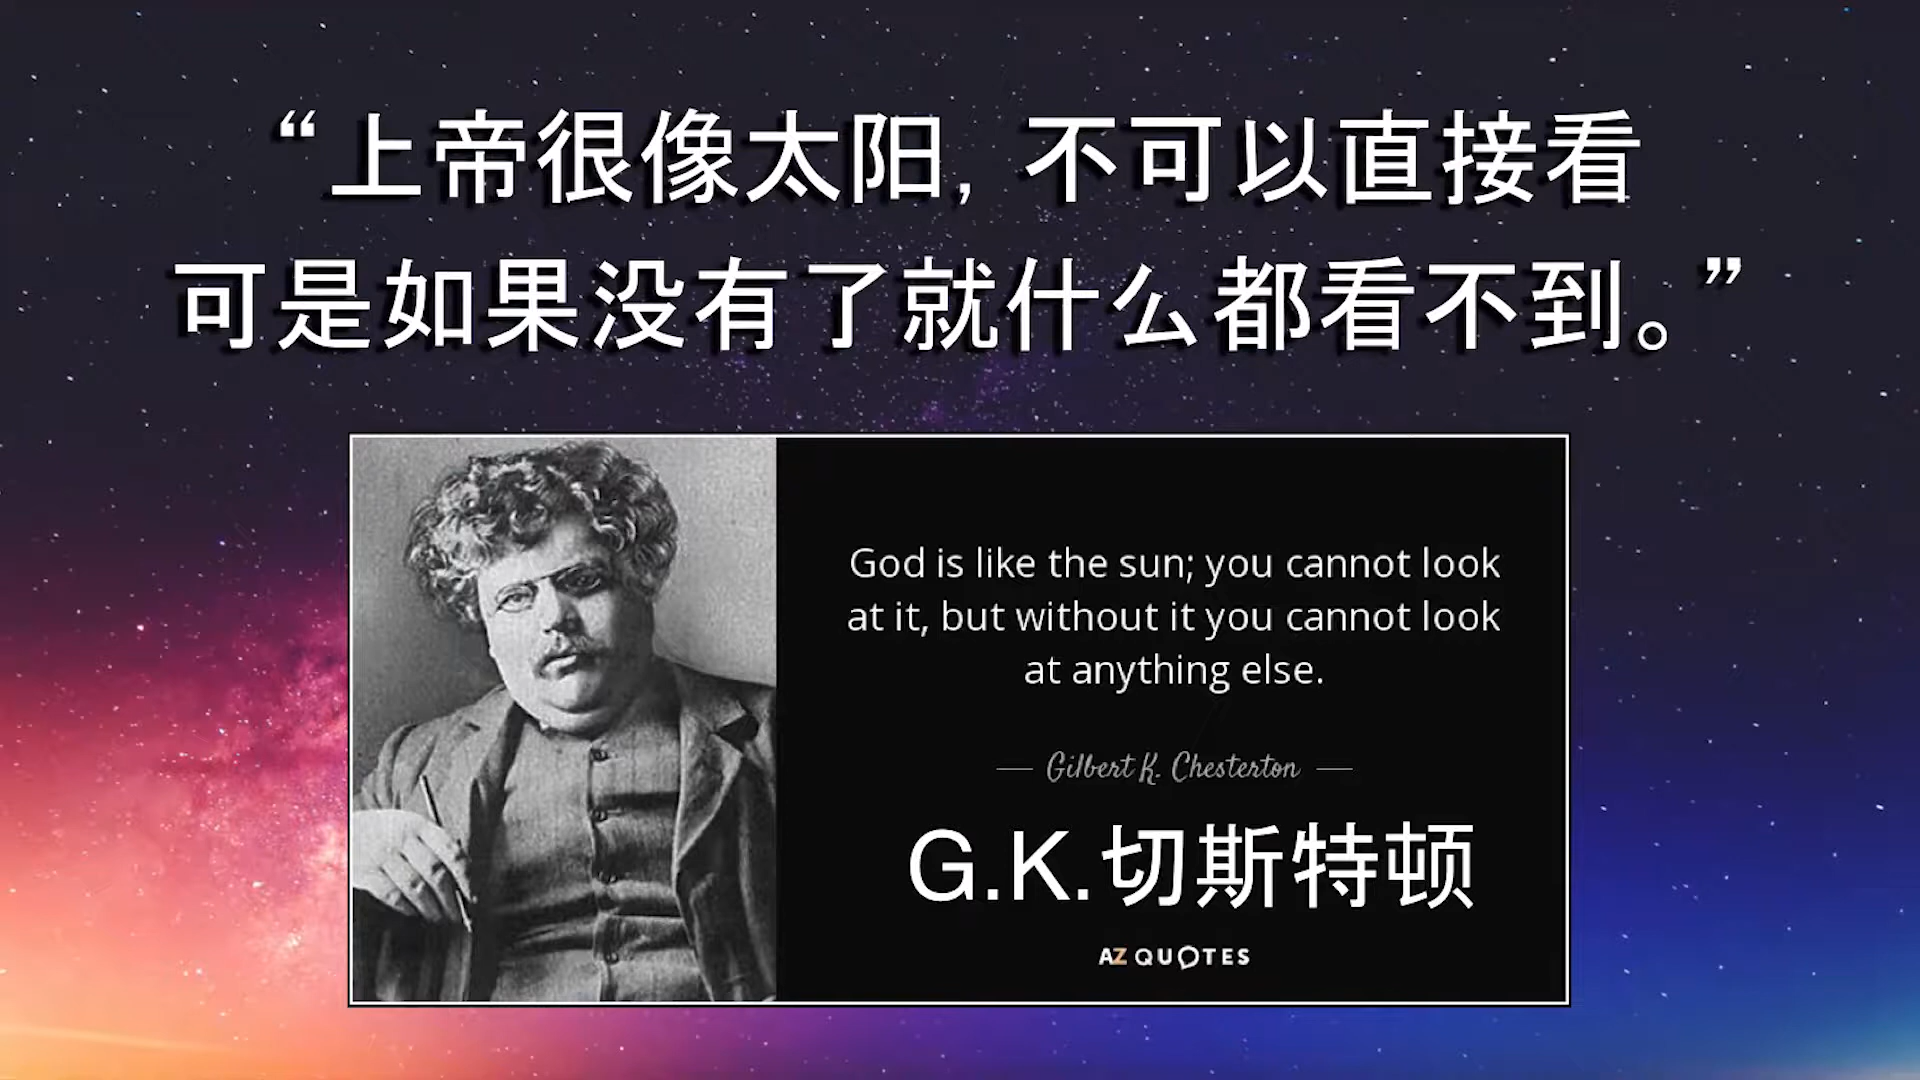 “上帝很像太阳, 不可以直接看
可是如果没有了就什么都看不到。”
God is like the sun; you cannot look
at it, but without it you cannot look
at anything else.
— Gilbert K. Chesterton —
G.K.切斯特顿
AZ QUOTES